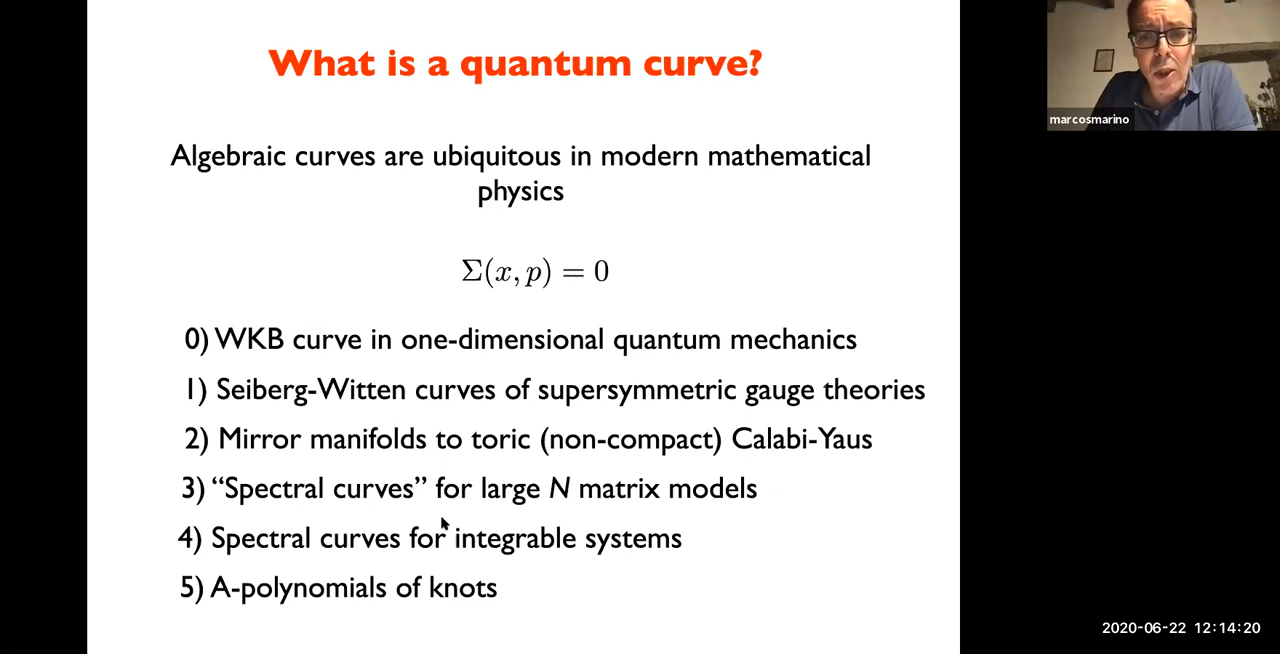 What is a quantum curve?
Algebraic curves are ubiquitous in modern mathematical
physics
Σ(x, p) = 0
0) WKB curve in one-dimensional quantum mechanics
1) Seiberg-Witten curves of supersymmetric gauge theories
2) Mirror manifolds to toric (non-compact) Calabi-Yaus
3) “Spectral curves” for large N matrix models
4) Spectral curves for integrable systems
5) A-polynomials of knots
marcosmarino
2020-06-22 12:14:20